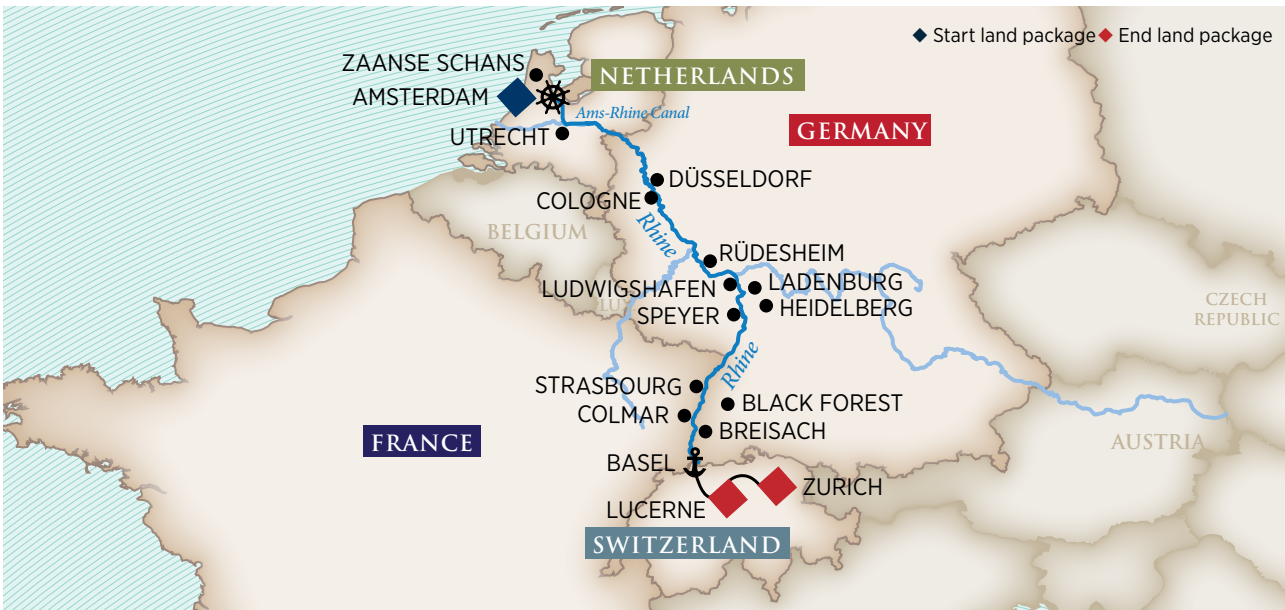 Start land package
End land package
ZAANSE SCHANS
NETHERLANDS
AMSTERDAM
Ams-Rhine Canal
GERMANY
UTRECHT
DÜSSELDORF
COLOGNE
Rhine
BELGIUM
RÜDESHEIM
LUDWIGSHAFEN
LADENBURG
LUX
HEIDELBERG
SPEYER
CZECH
REPUBLIC
Rhine
STRASBOURG
BLACK FOREST
COLMAR
BREISACH
FRANCE
AUSTRIA
BASEL
ZURICH
LUCERNE
SWITZERLAND